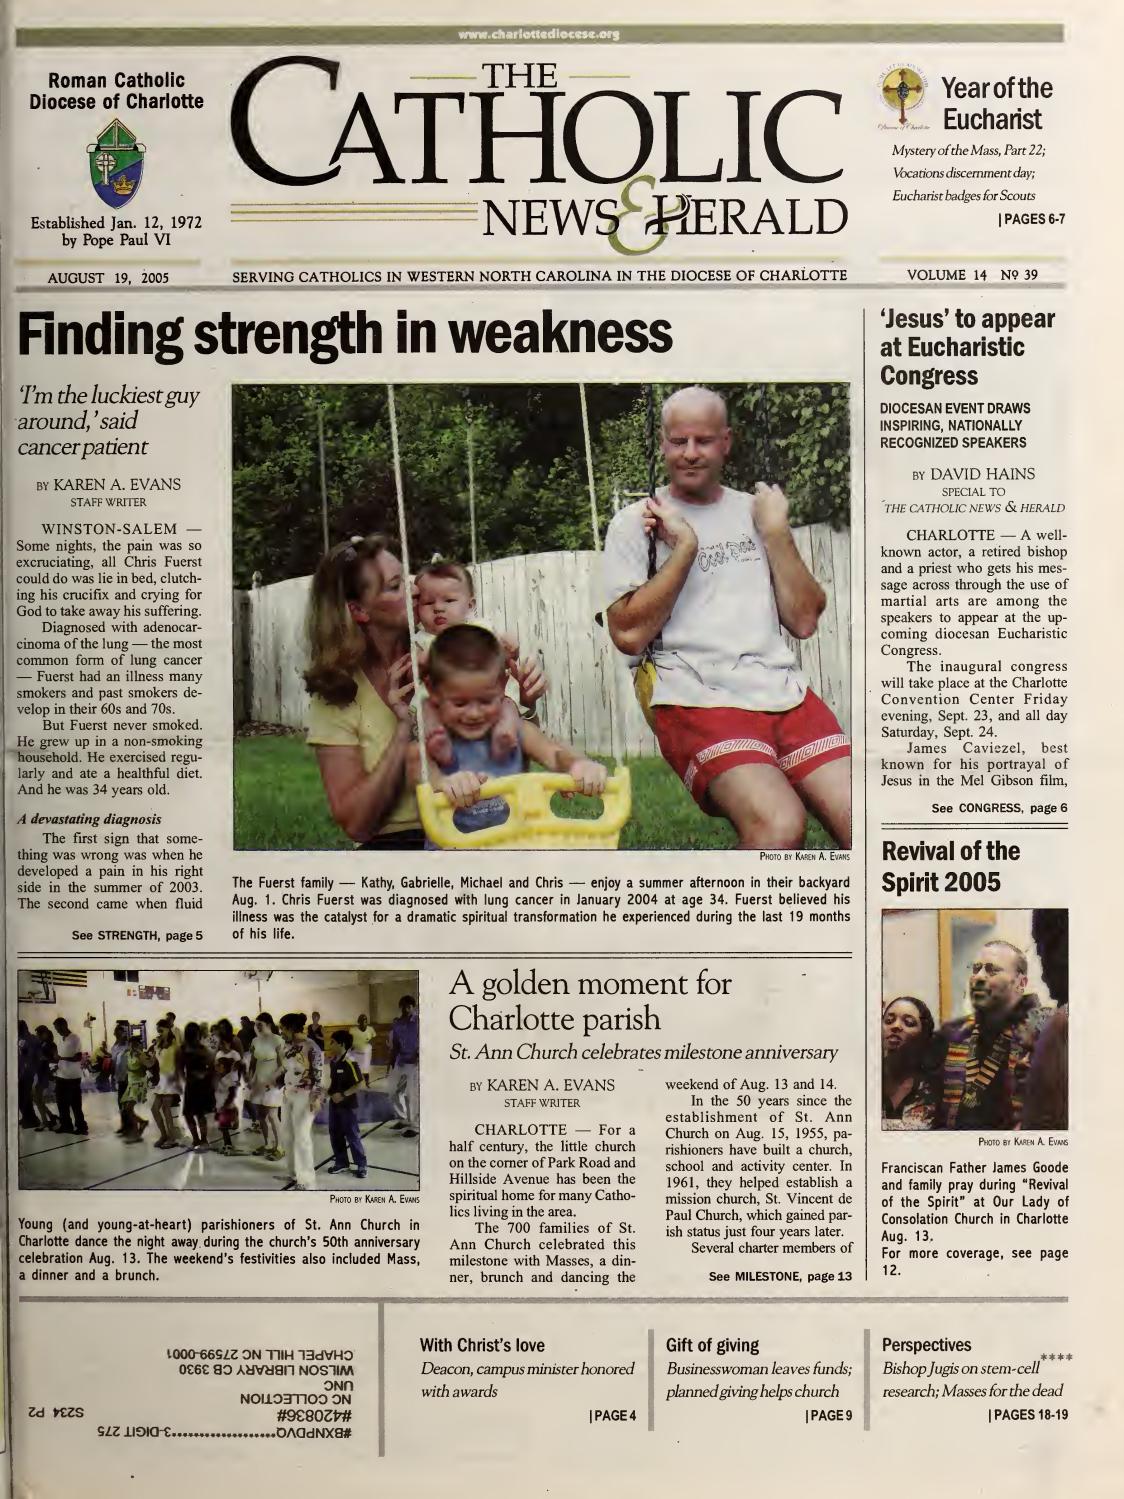 www.charlottediocese.org
Roman Catholic
Diocese of Charlotte
Established Jan. 12, 1972
by Pope Paul VI
THE
CATHOLIC
NEWS & HERALD
Year of the
Eucharist
Mystery of the Mass, Part 22;
Vocations discernment day;
Eucharist badges for Scouts
| PAGES 6-7
AUGUST 19, 2005
SERVING CATHOLICS IN WESTERN NORTH CAROLINA IN THE DIOCESE OF CHARLOTTE
VOLUME 14 Nº 39
Finding strength in weakness
'I'm the luckiest guy
around,' said
cancer patient
BY KAREN A. EVANS
STAFF WRITER
WINSTON-SALEM —
Some nights, the pain was so
excruciating, all Chris Fuerst
could do was lie in bed, clutch-
ing his crucifix and crying for
God to take away his suffering.
Diagnosed with adenocar-
cinoma of the lung — the most
common form of lung cancer
— Fuerst had an illness many
smokers and past smokers de-
velop in their 60s and 70s.
But Fuerst never smoked.
He grew up in a non-smoking
household. He exercised regu-
larly and ate a healthful diet.
And he was 34 years old.
A devastating diagnosis
The first sign that some-
thing was wrong was when he
developed a pain in his right
side in the summer of 2003.
The second came when fluid
See STRENGTH, page 5
PHOTO BY KAREN A. EVANS
The Fuerst family — Kathy, Gabrielle, Michael and Chris — enjoy a summer afternoon in their backyard
Aug. 1. Chris Fuerst was diagnosed with lung cancer in January 2004 at age 34. Fuerst believed his
illness was the catalyst for a dramatic spiritual transformation he experienced during the last 19 months
of his life.
'Jesus' to appear
at Eucharistic
Congress
DIOCESAN EVENT DRAWS
INSPIRING, NATIONALLY
RECOGNIZED SPEAKERS
BY DAVID HAINS
SPECIAL TO
THE CATHOLIC NEWS & HERALD
CHARLOTTE — A well-
known actor, a retired bishop
and a priest who gets his mes-
sage across through the use of
martial arts are among the
speakers to appear at the up-
coming diocesan Eucharistic
Congress.
The inaugural congress
will take place at the Charlotte
Convention Center Friday
evening, Sept. 23, and all day
Saturday, Sept. 24.
James Caviezel, best
known for his portrayal of
Jesus in the Mel Gibson film,
See CONGRESS, page 6
Revival of the
Spirit 2005
PHOTO BY KAREN A. EVANS
Franciscan Father James Goode
and family pray during "Revival
of the Spirit" at Our Lady of
Consolation Church in Charlotte
Aug. 13.
For more coverage, see page
12.
PHOTO BY KAREN A. EVANS
Young (and young-at-heart) parishioners of St. Ann Church in
Charlotte dance the night away during the church's 50th anniversary
celebration Aug. 13. The weekend's festivities also included Mass,
a dinner and a brunch.
A golden moment for
Charlotte parish
St. Ann Church celebrates milestone anniversary
BY KAREN A. EVANS
STAFF WRITER
CHARLOTTE — For a
half century, the little church
on the corner of Park Road and
Hillside Avenue has been the
spiritual home for many Catho-
lics living in the area.
The 700 families of St.
Ann Church celebrated this
milestone with Masses, a din-
ner, brunch and dancing the
weekend of Aug. 13 and 14.
In the 50 years since the
establishment of St. Ann
Church on Aug. 15, 1955, pa-
rishioners have built a church,
school and activity center. In
1961, they helped establish a
mission church, St. Vincent de
Paul Church, which gained par-
ish status just four years later.
Several charter members of
See MILESTONE, page 13
#BXNPDVQ********************3-DIGIT 275
#4208369#
S234 P2
NC COLLECTION
UNC
WILSON LIBRARY CB 3930
CHAPEL HILL NC 27599-0001
With Christ's love
Deacon, campus minister honored
with awards
| PAGE 4
Gift of giving
Businesswoman leaves funds;
planned giving helps church
| PAGE 9
Perspectives
****
Bishop Jugis on stem-cell
research; Masses for the dead
| PAGES 18-19